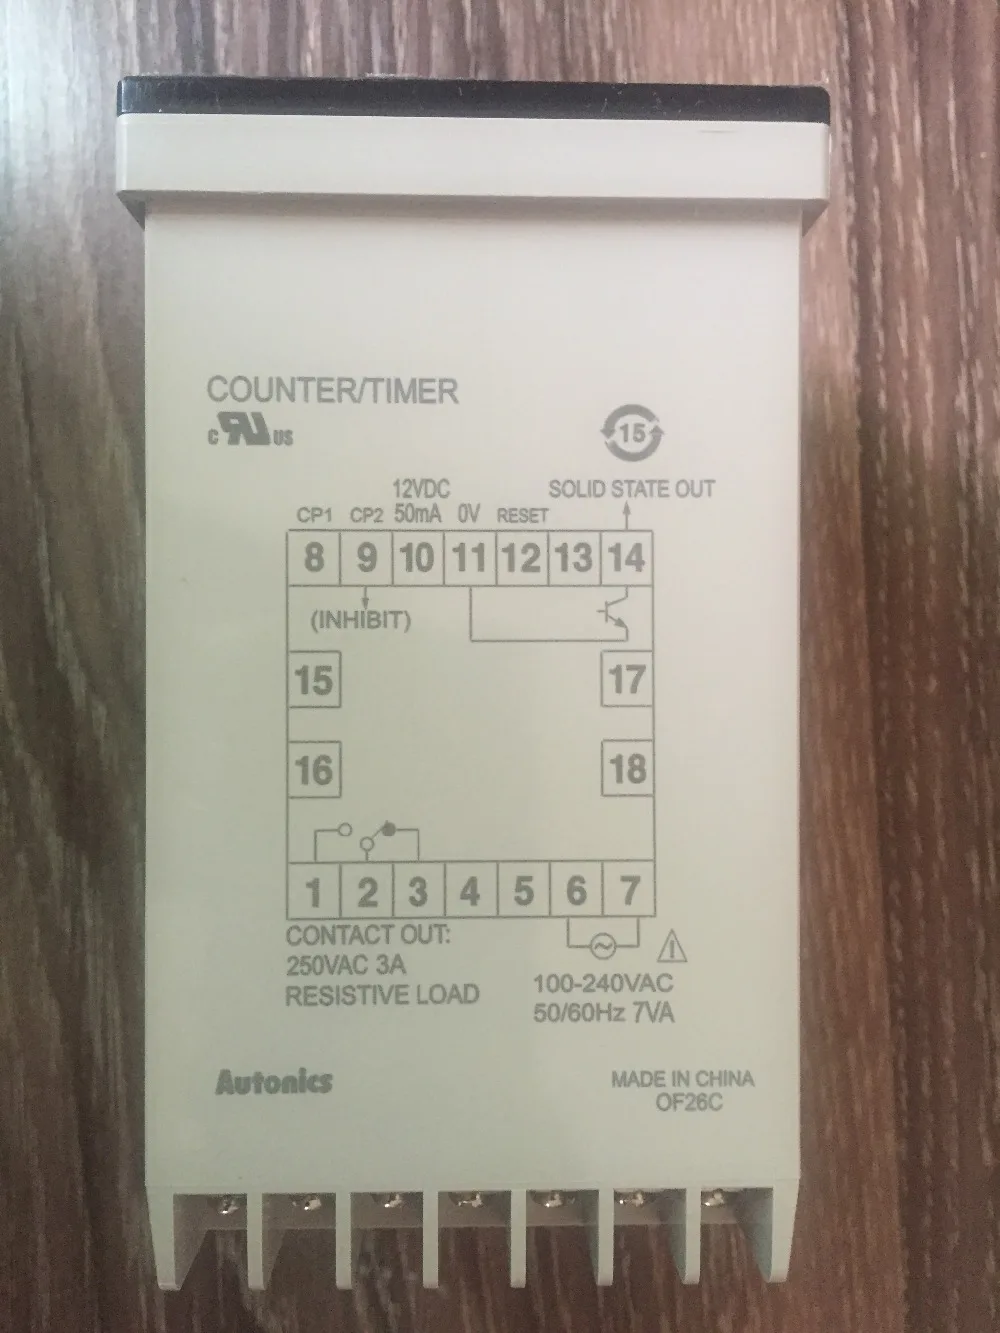 COUNTER/TIMER
c RU US
15
12VDC SOLID STATE OUT
CP1 CP2 50mA 0V RESET
8 9 10 11 12 13 14
(INHIBIT)
15 17
16 18
1 2 3 4 5 6 7
CONTACT OUT:
250VAC 3A
RESISTIVE LOAD
100-240VAC
50/60Hz 7VA
Autonics
MADE IN CHINA
OF26C